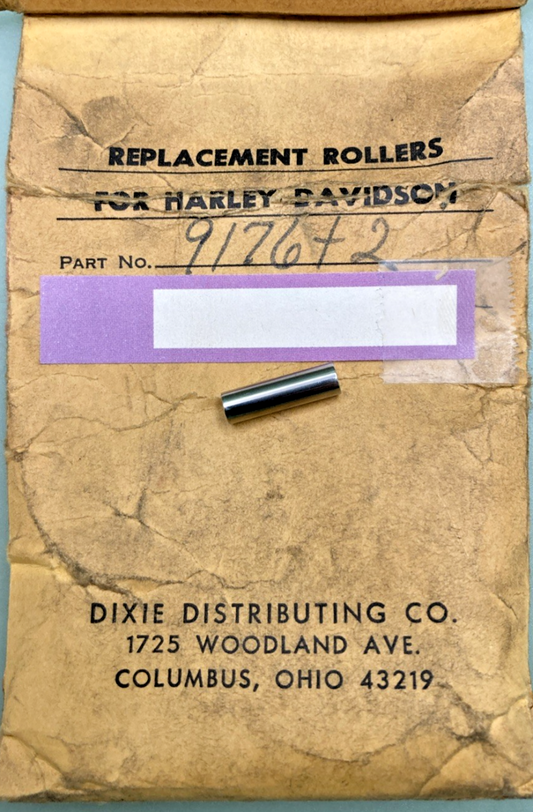 REPLACEMENT ROLLERS
FOR HARLEY DAVIDSON
PART NO. 9176+2
DIXIE DISTRIBUTING CO.
1725 WOODLAND AVE.
COLUMBUS, OHIO 43219